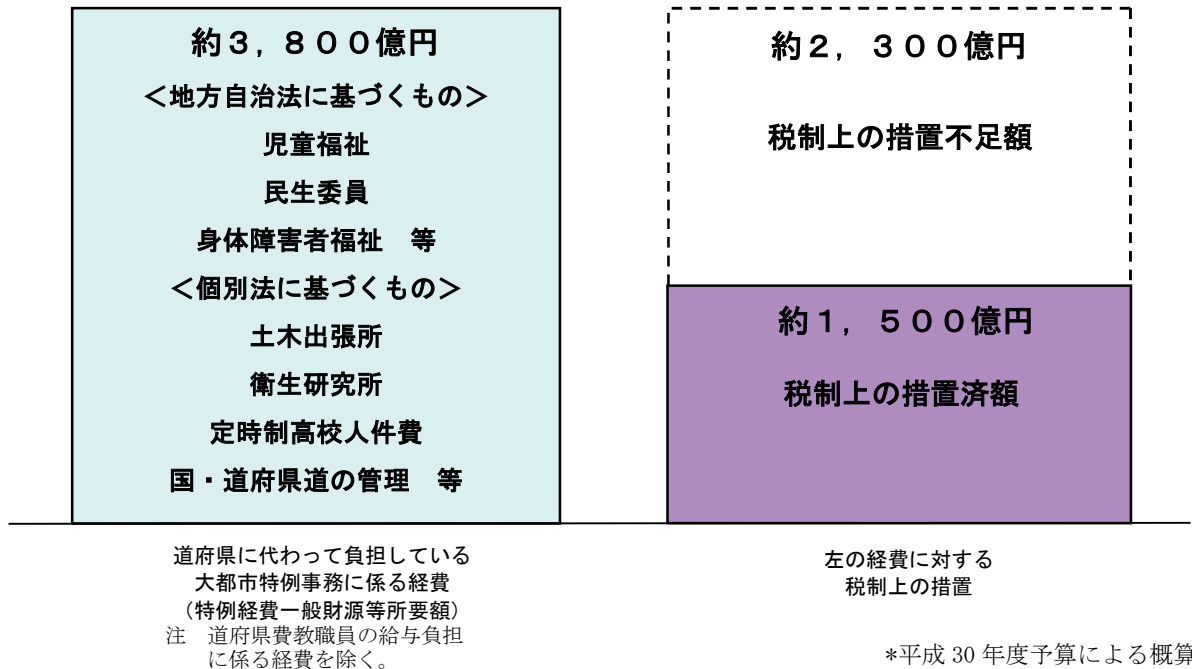 約３，８００億円
＜地方自治法に基づくもの＞
児童福祉
民生委員
身体障害者福祉　等
＜個別法に基づくもの＞
土木出張所
衛生研究所
定時制高校人件費
国・道府県道の管理　等
道府県に代わって負担している
大都市特例事務に係る経費
（特例経費一般財源等所要額）
注　道府県費教職員の給与負担
に係る経費を除く。
約２，３００億円
税制上の措置不足額
約１，５００億円
税制上の措置済額
左の経費に対する
税制上の措置
*平成 30 年度予算による概算